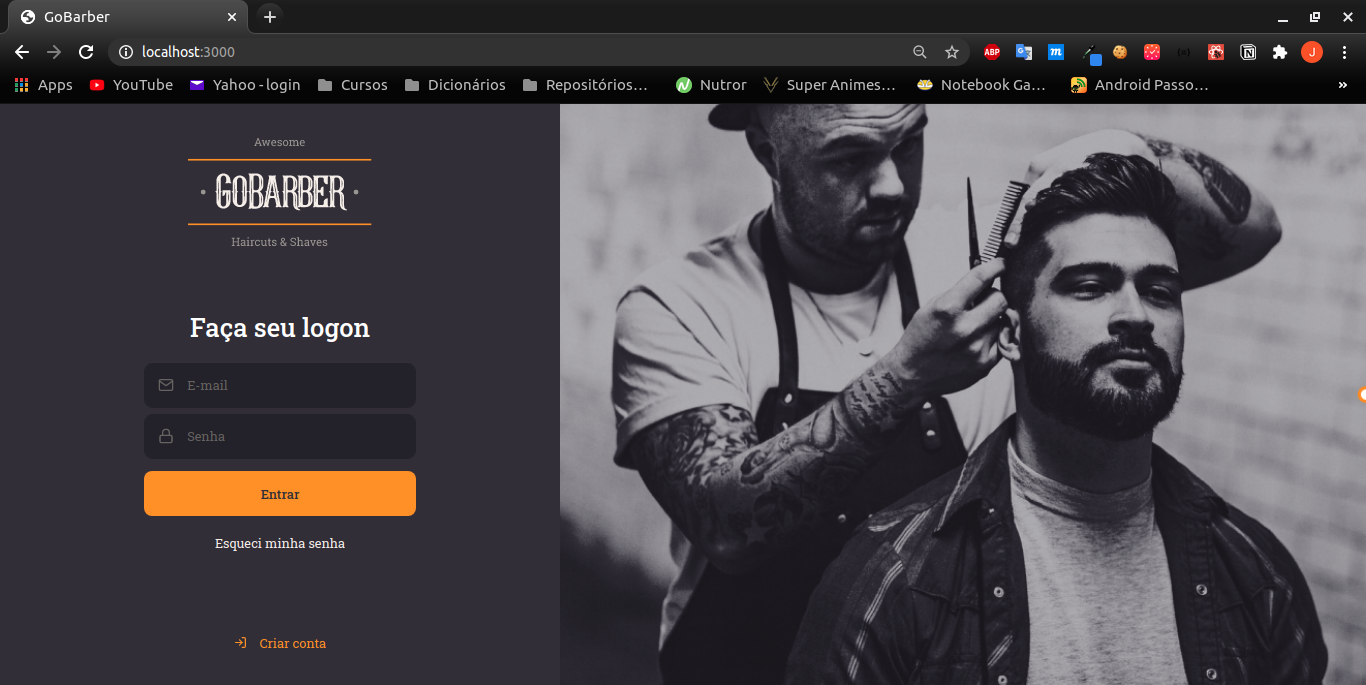 GoBarber
localhost:3000
ABP
m
J
Apps
YouTube
Yahoo - login
Cursos
Dicionários
Repositórios…
Nutror
Super Animes…
Notebook Ga…
Android Passo…
»
Awesome
GOBARBER
Haircuts & Shaves
Faça seu logon
E-mail
Senha
Entrar
Esqueci minha senha
Criar conta